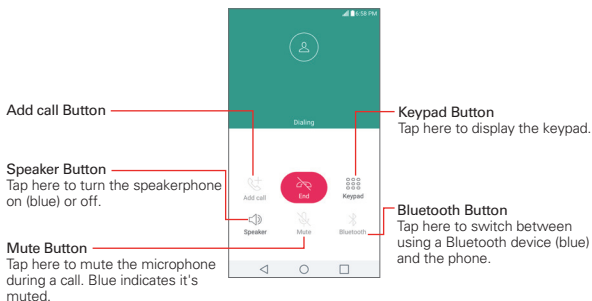 6:58 PM
Dialing
Add call Button
Keypad Button
Tap here to display the keypad.
Speaker Button
Tap here to turn the speakerphone
on (blue) or off.
Add call
End
Keypad
Speaker
Mute
Bluetooth
Bluetooth Button
Tap here to switch between
using a Bluetooth device (blue)
and the phone.
Mute Button
Tap here to mute the microphone
during a call. Blue indicates it's
muted.